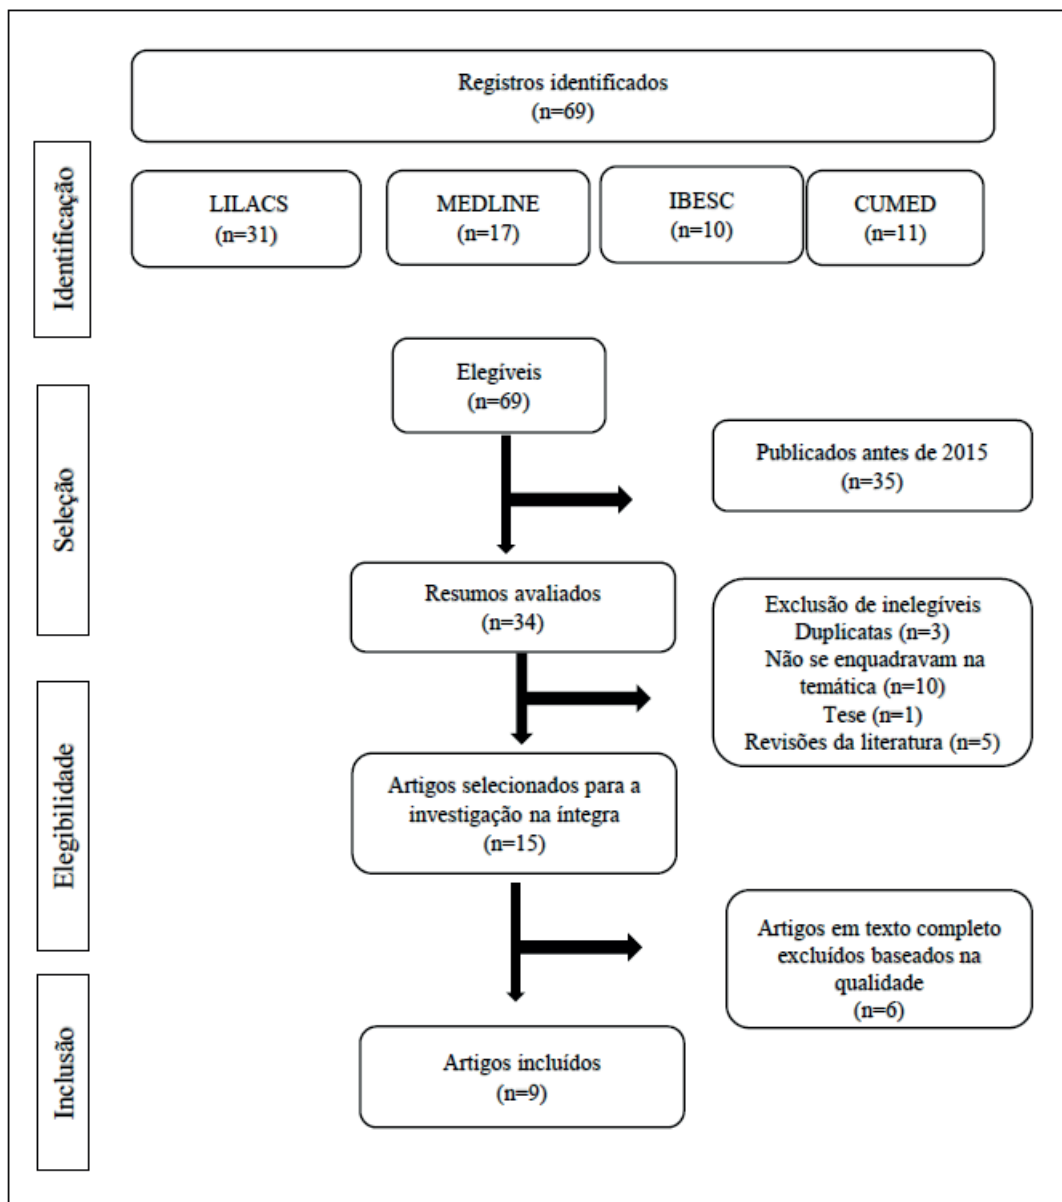 Registros identificados
(n=69)
Identificação
LILACS
(n=31)
MEDLINE
(n=17)
IBESC
(n=10)
CUMED
(n=11)
Seleção
Elegíveis
(n=69)
Publicados antes de 2015
(n=35)
Resumos avaliados
(n=34)
Exclusão de inelegíveis
Duplicatas (n=3)
Não se enquadravam na
temática (n=10)
Tese (n=1)
Revisões da literatura (n=5)
Elegibilidade
Artigos selecionados para a
investigação na íntegra
(n=15)
Artigos em texto completo
excluídos baseados na
qualidade
(n=6)
Inclusão
Artigos incluídos
(n=9)